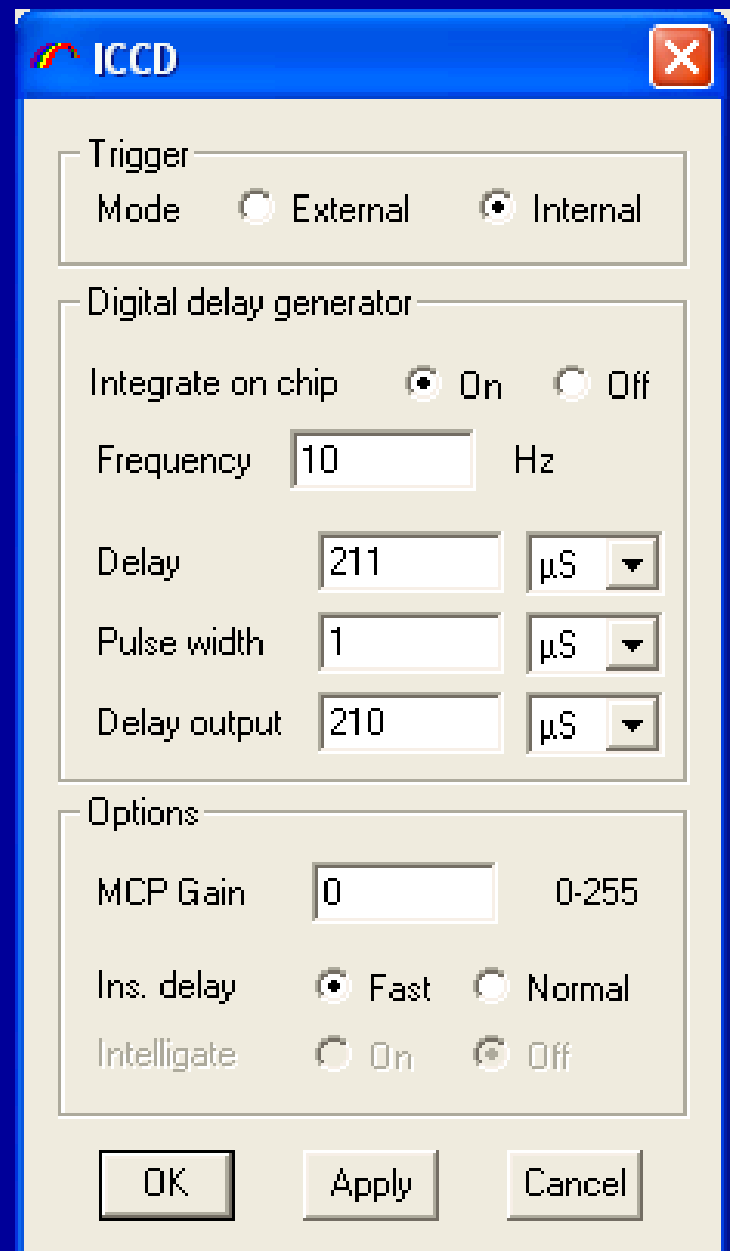 ICCD
Trigger
Mode External Internal
Digital delay generator
Integrate on chip On Off
Frequency 10 Hz
Delay 211 µS
Pulse width 1 µS
Delay output 210 µS
Options
MCP Gain 0 0-255
Ins. delay Fast Normal
Intelligate On Off
OK Apply Cancel